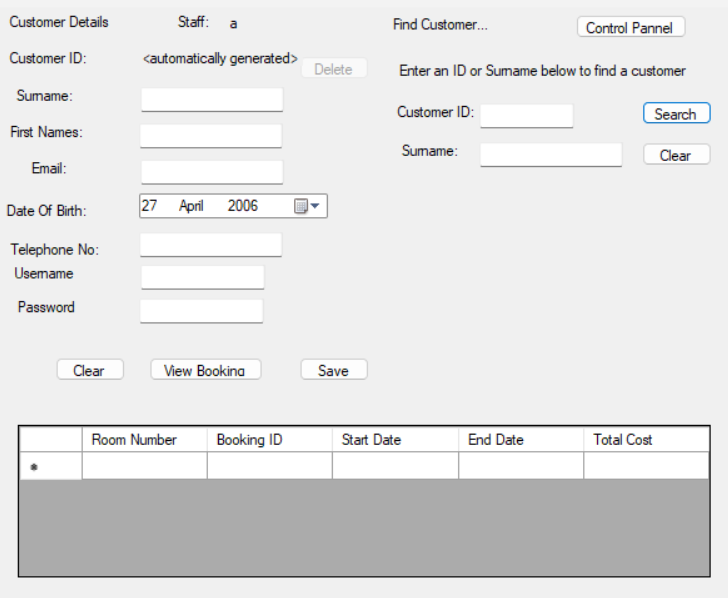 Customer Details Staff: a Find Customer... Control Pannel
Customer ID: <automatically generated> Delete Enter an ID or Surname below to find a customer
Surname: Customer ID: Search
First Names: Surname: Clear
Email:
Date Of Birth: 27 April 2006
Telephone No:
Username
Password
Clear View Booking Save
Room Number Booking ID Start Date End Date Total Cost
*